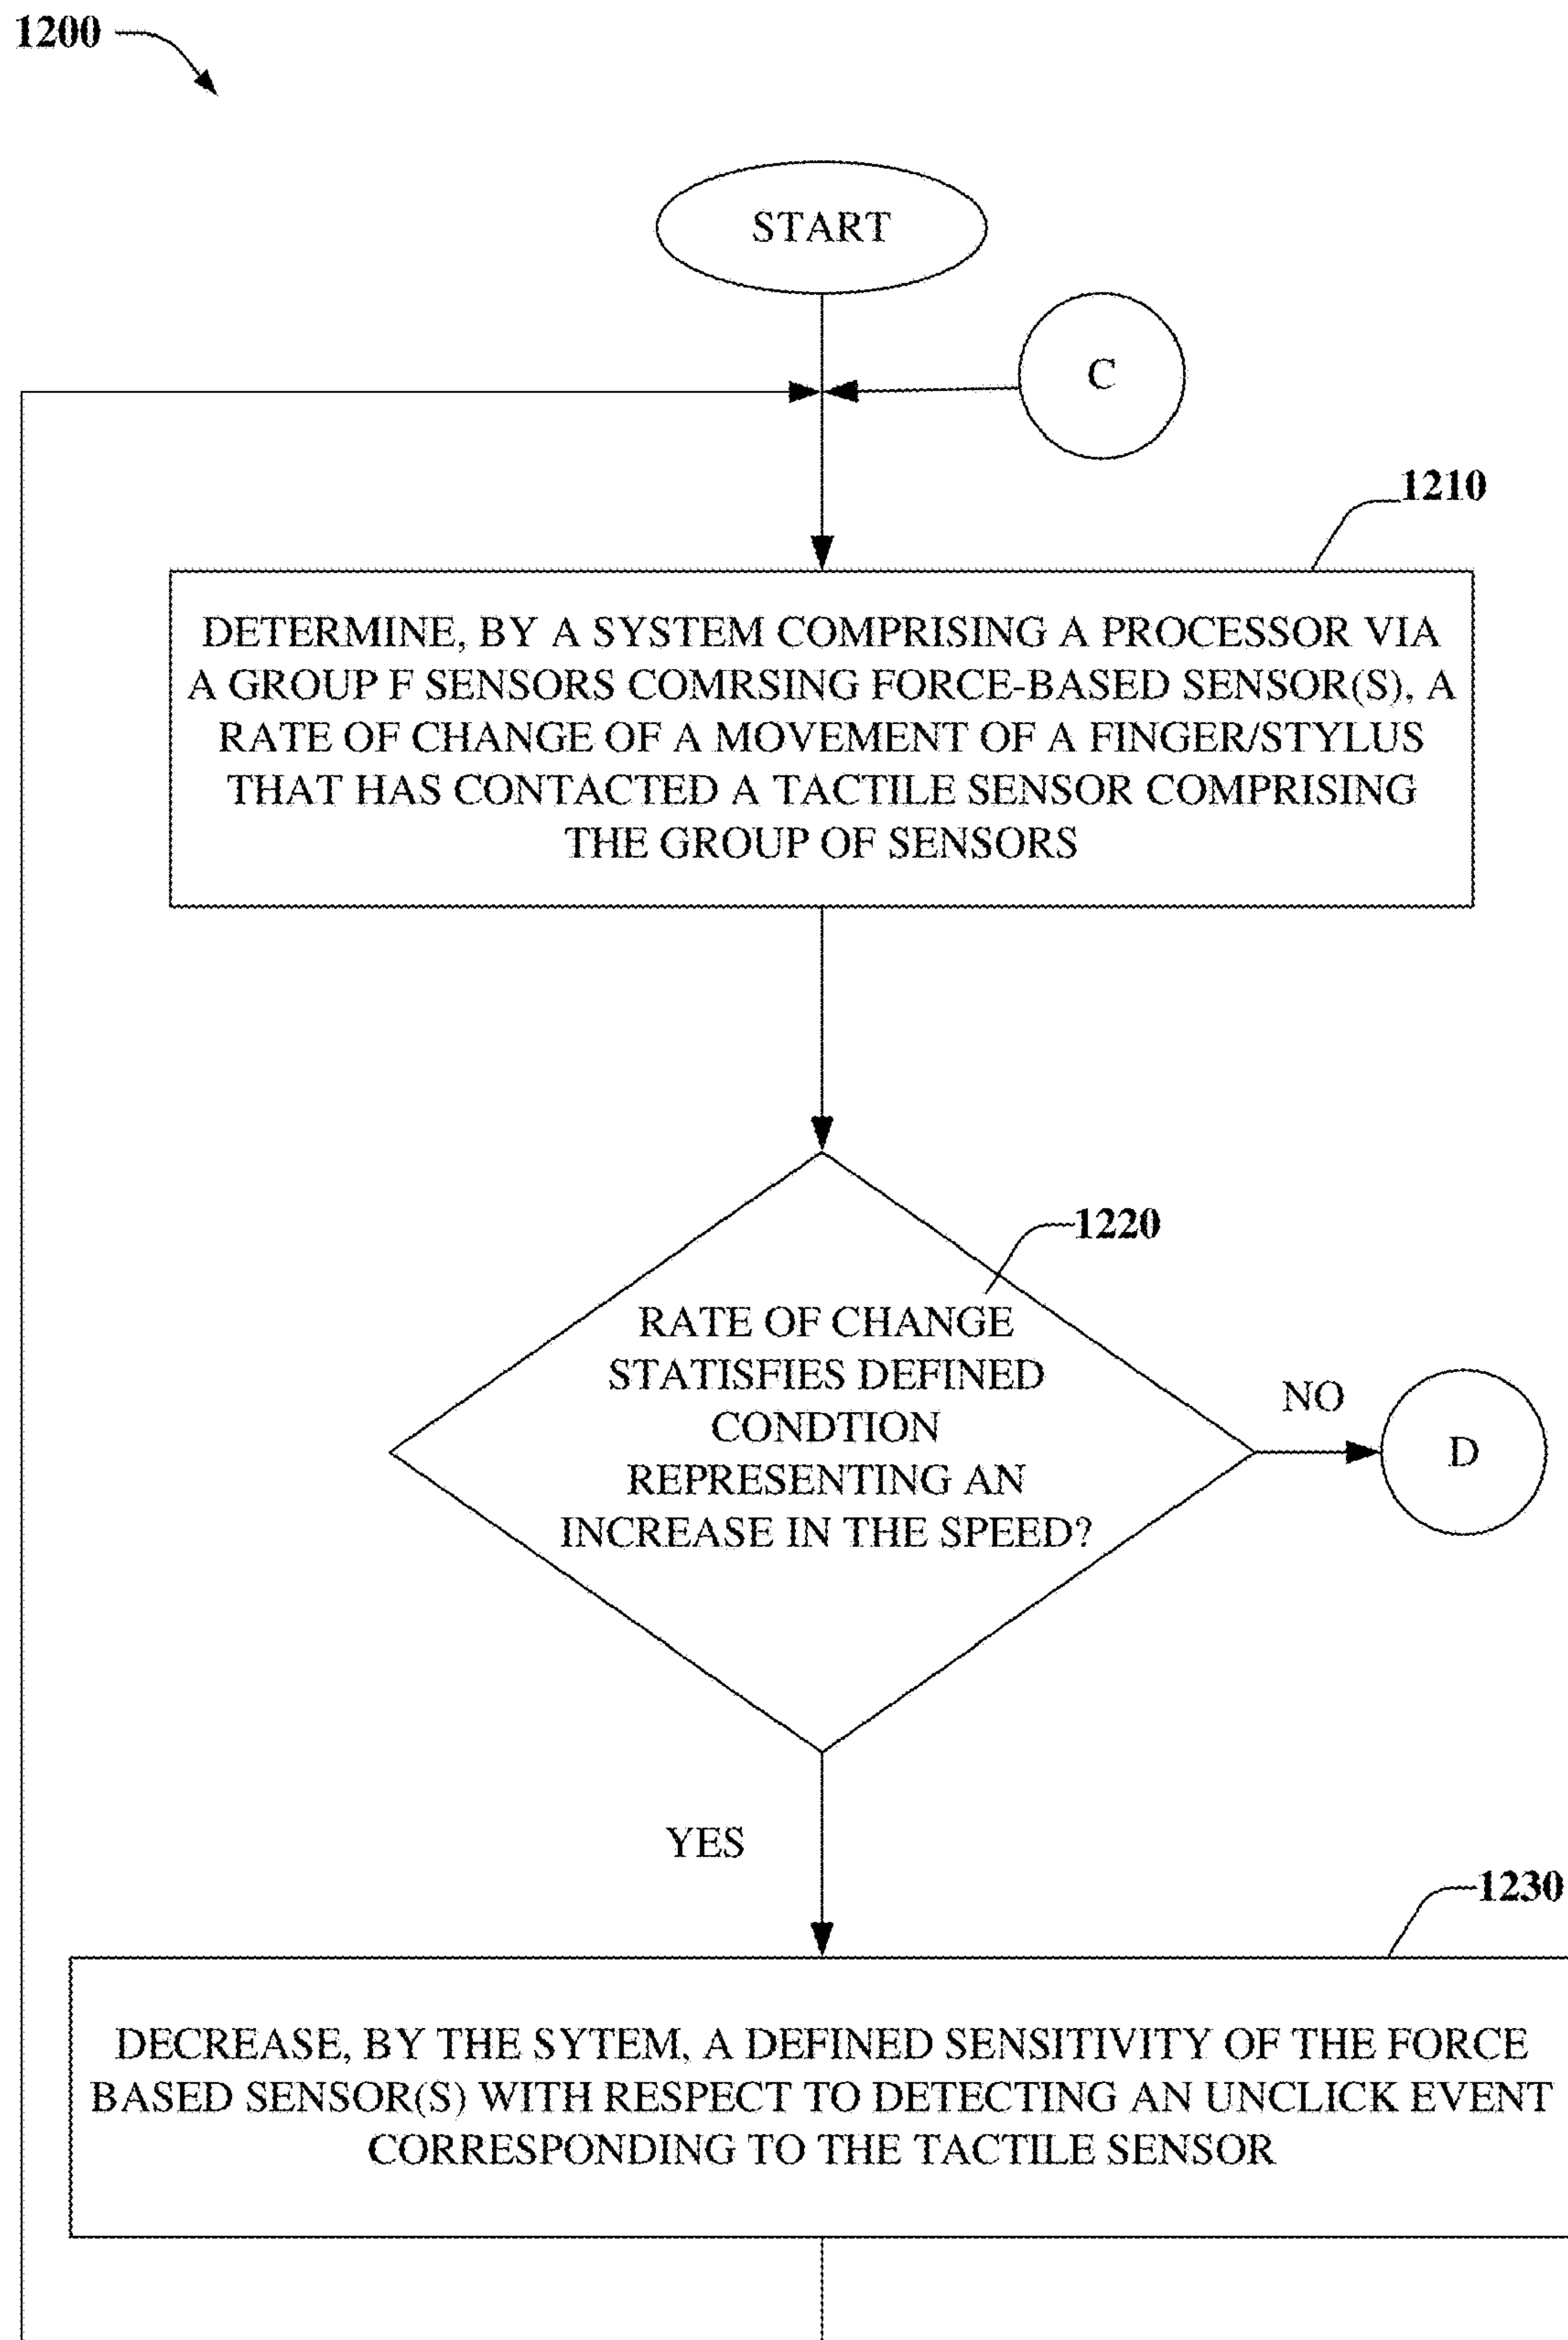 1200
START
C
1210
DETERMINE, BY A SYSTEM COMPRISING A PROCESSOR VIA
A GROUP F SENSORS COMRSING FORCE-BASED SENSOR(S), A
RATE OF CHANGE OF A MOVEMENT OF A FINGER/STYLUS
THAT HAS CONTACTED A TACTILE SENSOR COMPRISING
THE GROUP OF SENSORS
1220
RATE OF CHANGE
STATISFIES DEFINED
CONDTION
REPRESENTING AN
INCREASE IN THE SPEED?
NO
D
YES
1230
DECREASE, BY THE SYTEM, A DEFINED SENSITIVITY OF THE FORCE
BASED SENSOR(S) WITH RESPECT TO DETECTING AN UNCLICK EVENT
CORRESPONDING TO THE TACTILE SENSOR